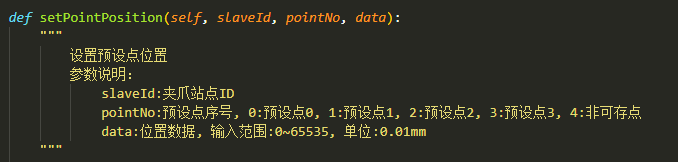 def setPointPosition(self, slaveId, pointNo, data):
"""
设置预设点位置
参数说明:
slaveId:夹爪站点ID
pointNo:预设点序号, 0:预设点0, 1:预设点1, 2:预设点2, 3:预设点3, 4:非可存点
data:位置数据, 输入范围:0~65535, 单位:0.01mm
"""